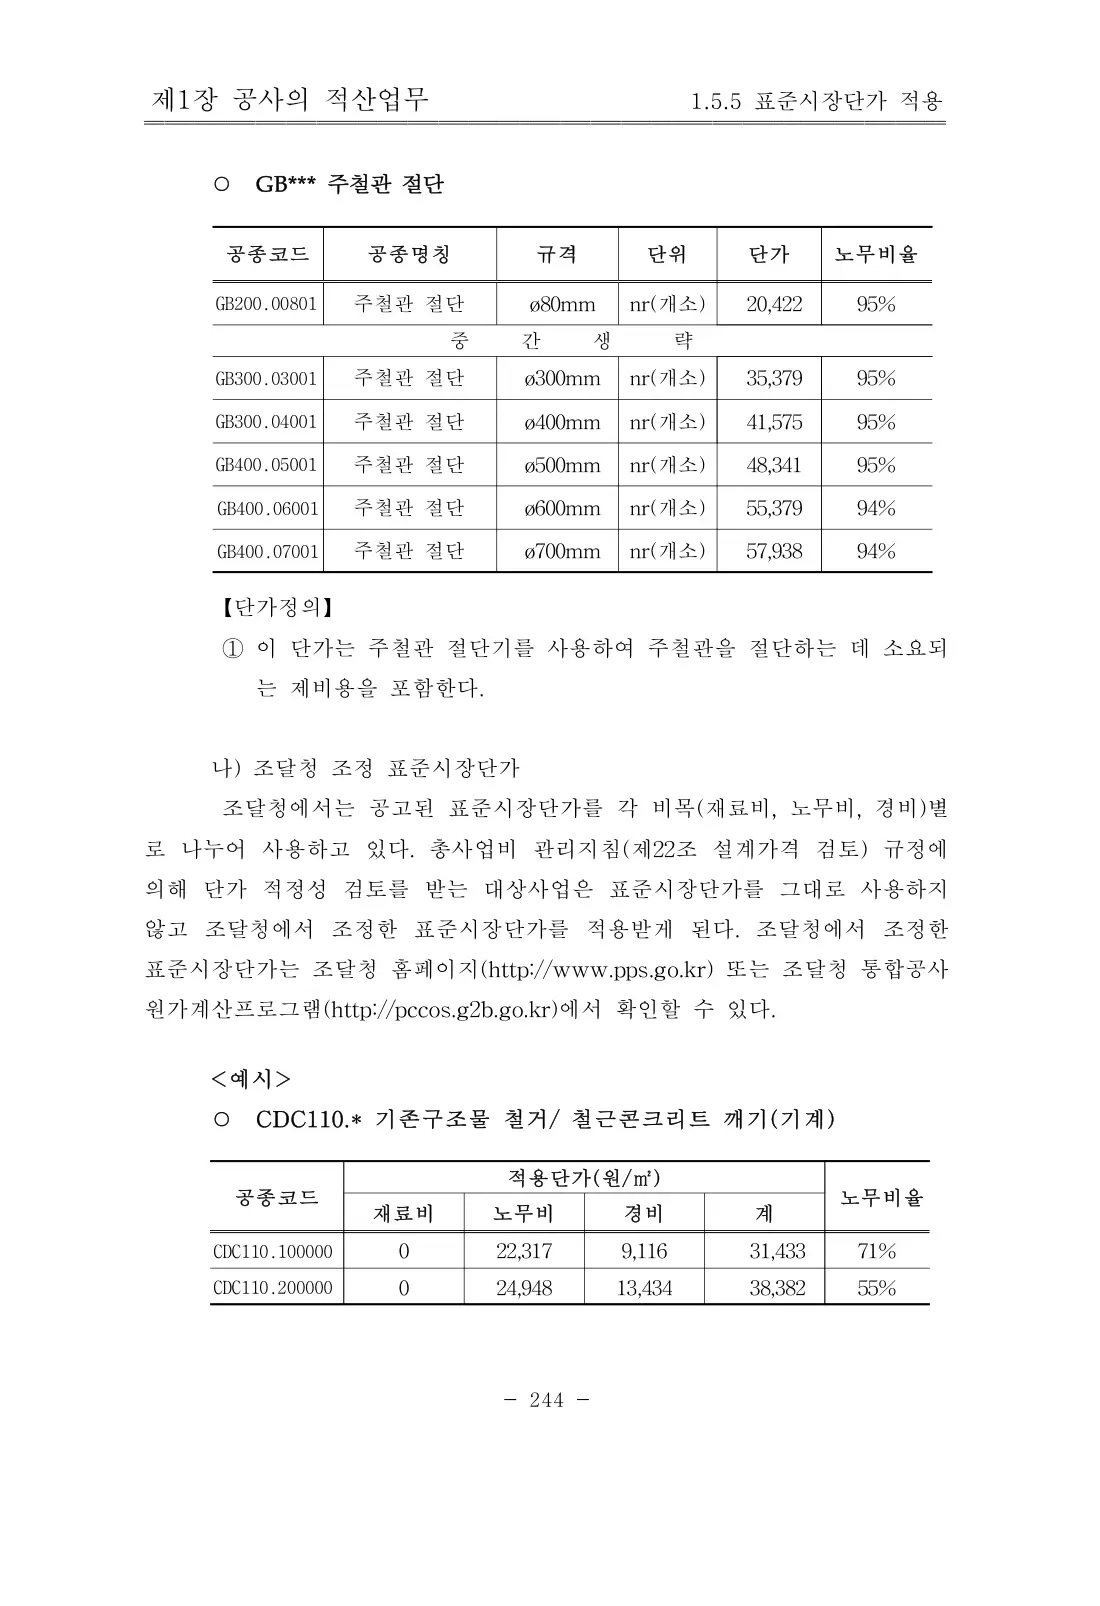 제1장 공사의 적산업무 1.5.5 표준시장단가 적용
○ GB*** 주철관 절단
공종코드 공종명칭 규격 단위 단가 노무비율
GB200.00801 주철관 절단 ø80mm nr(개소) 20,422 95%
중 간 생 략
GB300.03001 주철관 절단 ø300mm nr(개소) 35,379 95%
GB300.04001 주철관 절단 ø400mm nr(개소) 41,575 95%
GB400.05001 주철관 절단 ø500mm nr(개소) 48,341 95%
GB400.06001 주철관 절단 ø600mm nr(개소) 55,379 94%
GB400.07001 주철관 절단 ø700mm nr(개소) 57,938 94%
【단가정의】
① 이 단가는 주철관 절단기를 사용하여 주철관을 절단하는 데 소요되
는 제비용을 포함한다.
나) 조달청 조정 표준시장단가
조달청에서는 공고된 표준시장단가를 각 비목(재료비, 노무비, 경비)별
로 나누어 사용하고 있다. 총사업비 관리지침(제22조 설계가격 검토) 규정에
의해 단가 적정성 검토를 받는 대상사업은 표준시장단가를 그대로 사용하지
않고 조달청에서 조정한 표준시장단가를 적용받게 된다. 조달청에서 조정한
표준시장단가는 조달청 홈페이지(http://www.pps.go.kr) 또는 조달청 통합공사
원가계산프로그램(http://pccos.g2b.go.kr)에서 확인할 수 있다.
<예시>
○ CDC110.* 기존구조물 철거/ 철근콘크리트 깨기(기계)
공종코드 적용단가(원/㎥) 노무비율
재료비 노무비 경비 계
CDC110.100000 0 22,317 9,116 31,433 71%
CDC110.200000 0 24,948 13,434 38,382 55%
- 244 -